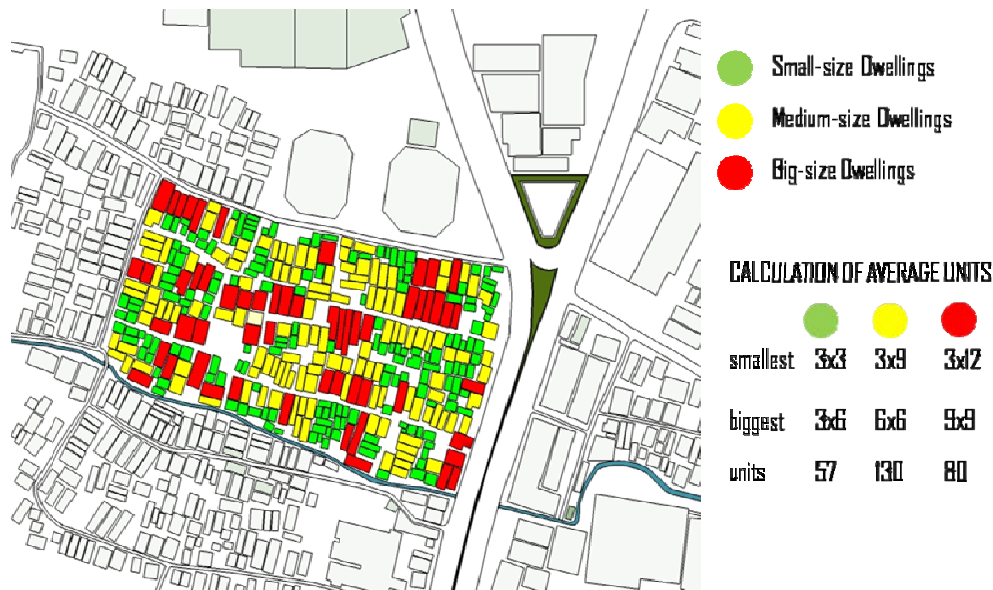 Small-size Dwellings
Medium-size Dwellings
Big-size Dwellings
CALCULATION OF AVERAGE UNITS
smallest 3x3 3x9 3x12
biggest 3x6 6x6 9x9
units 57 130 80